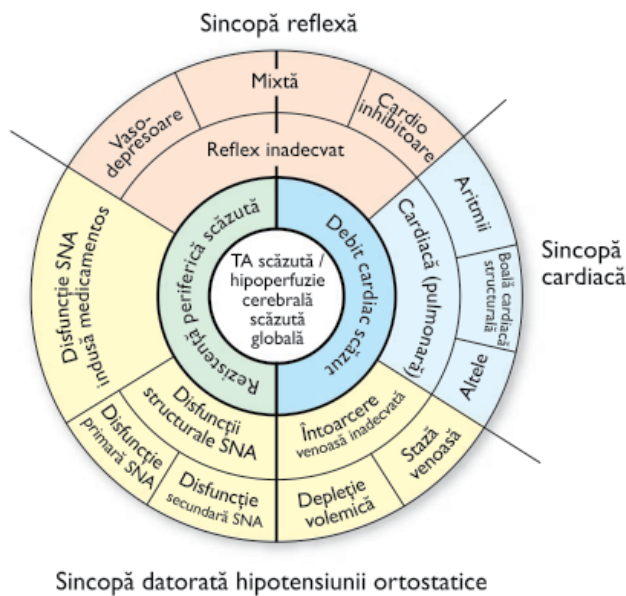 Sincopă reflexă
Mixtă
Vaso-
depresoare
Cardio
inhibitoare
Reflex inadecvat
Aritmii
Boală cardiacă
structurală
Altele
Cardiacă (pulmonară)
Sincopă
cardiacă
Rezistență periferică scăzută
Debit cardiac scăzut
TA scăzută /
hipoperfuzie
cerebrală
scăzută
globală
Disfuncție SNA
indusă medicamentos
Disfuncții
structurale SNA
Întoarcere
venoasă inadecvată
Disfuncție
primară SNA
Disfuncție
secundară SNA
Depleție
volemică
Stază
venoasă
Sincopă datorată hipotensiunii ortostatice